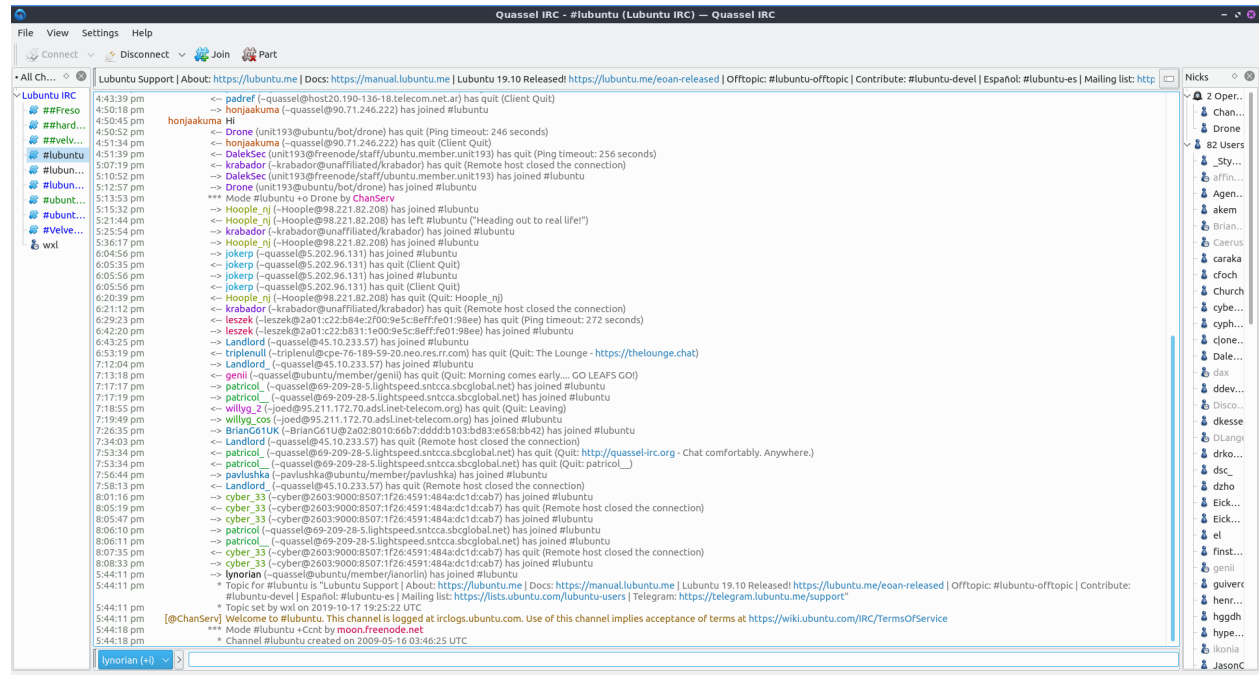 Quassel IRC - #lubuntu (Lubuntu IRC) — Quassel IRC
File View Settings Help
Connect Disconnect Join Part
All Ch...
Lubuntu Support | About: https://lubuntu.me | Docs: https://manual.lubuntu.me | Lubuntu 19.10 Released! https://lubuntu.me/eoan-released | Offtopic: #lubuntu-offtopic | Contribute: #lubuntu-devel | Español: #lubuntu-es | Mailing list: http
Nicks
Lubuntu IRC
##Freso
##hard...
##velv...
#lubuntu
#lubun...
#lubun...
#ubunt...
#ubunt...
#Velve...
wxl
4:43:39 pm <-- padref (~quassel@host20.190-136-18.telecom.net.ar) has quit (Client Quit)
4:50:18 pm --> honjaakuma (~quassel@90.71.246.222) has joined #lubuntu
4:50:45 pm honjaakuma Hi
4:50:52 pm <-- Drone (unit193@ubuntu/bot/drone) has quit (Ping timeout: 246 seconds)
4:51:34 pm <-- honjaakuma (~quassel@90.71.246.222) has quit (Client Quit)
4:51:39 pm <-- DalekSec (unit193@freenode/staff/ubuntu.member.unit193) has quit (Ping timeout: 256 seconds)
5:07:19 pm <-- krabador (~krabador@unaffiliated/krabador) has quit (Remote host closed the connection)
5:10:52 pm --> DalekSec (unit193@freenode/staff/ubuntu.member.unit193) has joined #lubuntu
5:12:57 pm --> Drone (unit193@ubuntu/bot/drone) has joined #lubuntu
5:13:53 pm *** Mode #lubuntu +o Drone by ChanServ
5:15:32 pm --> Hoople_nj (~Hoople@98.221.82.208) has joined #lubuntu
5:21:44 pm <-- Hoople_nj (~Hoople@98.221.82.208) has left #lubuntu ("Heading out to real life!")
5:25:54 pm --> krabador (~krabador@unaffiliated/krabador) has joined #lubuntu
5:36:17 pm --> Hoople_nj (~Hoople@98.221.82.208) has joined #lubuntu
6:04:56 pm --> jokerp (~quassel@5.202.96.131) has joined #lubuntu
6:05:35 pm <-- jokerp (~quassel@5.202.96.131) has quit (Client Quit)
6:05:56 pm --> jokerp (~quassel@5.202.96.131) has joined #lubuntu
6:05:56 pm <-- jokerp (~quassel@5.202.96.131) has quit (Client Quit)
6:20:39 pm <-- Hoople_nj (~Hoople@98.221.82.208) has quit (Quit: Hoople_nj)
6:21:12 pm <-- krabador (~krabador@unaffiliated/krabador) has quit (Remote host closed the connection)
6:29:23 pm <-- leszek (~leszek@2a01:c22:b84e:2f00:9e5c:8eff:fe01:98ee) has quit (Ping timeout: 272 seconds)
6:42:20 pm --> leszek (~leszek@2a01:c22:b831:1e00:9e5c:8eff:fe01:98ee) has joined #lubuntu
6:43:25 pm --> Landlord (~quassel@45.10.233.57) has joined #lubuntu
6:53:19 pm <-- triplenull (~triplenul@cpe-76-189-59-20.neo.res.rr.com) has quit (Quit: The Lounge - https://thelounge.chat)
7:12:04 pm --> Landlord_ (~quassel@45.10.233.57) has joined #lubuntu
7:13:18 pm <-- genii (~quassel@ubuntu/member/genii) has quit (Quit: Morning comes early.... GO LEAFS GO!)
7:17:17 pm --> patricol_ (~quassel@69-209-28-5.lightspeed.sntcca.sbcglobal.net) has joined #lubuntu
7:17:19 pm --> patricol__ (~quassel@69-209-28-5.lightspeed.sntcca.sbcglobal.net) has joined #lubuntu
7:18:55 pm <-- willyg_2 (~joed@95.211.172.70.adsl.inet-telecom.org) has quit (Quit: Leaving)
7:19:49 pm --> willyg_cos (~joed@95.211.172.70.adsl.inet-telecom.org) has joined #lubuntu
7:26:35 pm --> BrianG61UK (~BrianG61U@2a02:8010:66b7:dddd:b103:bd83:e658:bb42) has joined #lubuntu
7:34:03 pm <-- Landlord (~quassel@45.10.233.57) has quit (Remote host closed the connection)
7:53:34 pm <-- patricol_ (~quassel@69-209-28-5.lightspeed.sntcca.sbcglobal.net) has quit (Quit: http://quassel-irc.org - Chat comfortably. Anywhere.)
7:53:34 pm <-- patricol__ (~quassel@69-209-28-5.lightspeed.sntcca.sbcglobal.net) has quit (Quit: patricol__)
7:56:44 pm --> pavlushka (~pavlushka@ubuntu/member/pavlushka) has joined #lubuntu
7:58:13 pm <-- Landlord_ (~quassel@45.10.233.57) has quit (Remote host closed the connection)
8:01:16 pm --> cyber_33 (~cyber@2603:9000:8507:1f26:4591:484a:dc1d:cab7) has joined #lubuntu
8:05:19 pm <-- cyber_33 (~cyber@2603:9000:8507:1f26:4591:484a:dc1d:cab7) has quit (Remote host closed the connection)
8:05:47 pm --> cyber_33 (~cyber@2603:9000:8507:1f26:4591:484a:dc1d:cab7) has joined #lubuntu
8:06:10 pm --> patricol (~quassel@69-209-28-5.lightspeed.sntcca.sbcglobal.net) has joined #lubuntu
8:06:11 pm --> patricol__ (~quassel@69-209-28-5.lightspeed.sntcca.sbcglobal.net) has joined #lubuntu
8:07:35 pm <-- cyber_33 (~cyber@2603:9000:8507:1f26:4591:484a:dc1d:cab7) has quit (Remote host closed the connection)
8:08:33 pm --> cyber_33 (~cyber@2603:9000:8507:1f26:4591:484a:dc1d:cab7) has joined #lubuntu
5:44:11 pm --> lynorian (~quassel@ubuntu/member/ianorlin) has joined #lubuntu
5:44:11 pm * Topic for #lubuntu is "Lubuntu Support | About: https://lubuntu.me | Docs: https://manual.lubuntu.me | Lubuntu 19.10 Released! https://lubuntu.me/eoan-released | Offtopic: #lubuntu-offtopic | Contribute:
#lubuntu-devel | Español: #lubuntu-es | Mailing list: https://lists.ubuntu.com/lubuntu-users | Telegram: https://telegram.lubuntu.me/support"
5:44:11 pm * Topic set by wxl on 2019-10-17 19:25:22 UTC
5:44:11 pm [@ChanServ] Welcome to #lubuntu. This channel is logged at irclogs.ubuntu.com. Use of this channel implies acceptance of terms at https://wiki.ubuntu.com/IRC/TermsOfService
5:44:18 pm *** Mode #lubuntu +Ccnt by moon.freenode.net
5:44:18 pm * Channel #lubuntu created on 2009-05-16 03:46:25 UTC
lynorian (+i)
2 Oper...
Chan...
Drone
82 Users
_Sty...
affin...
Agen...
akem
Brian...
Caerus
caraka
cfoch
Church
cybe...
cyph...
c|one...
Dale...
dax
ddev...
Disco...
dkesse
DLange
drko...
dsc_
dzho
Eick...
Eick...
el
finst...
genii
guiverc
henr...
hggdh
hype...
ikonia
JasonC